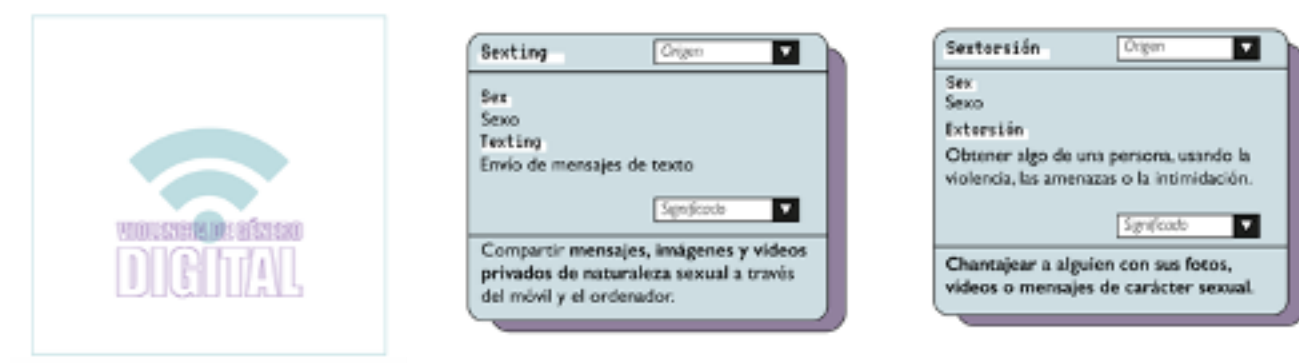 VIOLENCIA DE GÉNERO
DIGITAL
Sexting
Origen
Sex
Sexo
Texting
Envío de mensajes de texto
Significado
Compartir mensajes, imágenes y vídeos
privados de naturaleza sexual a través
del móvil y el ordenador.
Sextorsión
Origen
Sex
Sexo
Extorsión
Obtener algo de una persona, usando la
violencia, las amenazas o la intimidación.
Significado
Chantajear a alguien con sus fotos,
vídeos o mensajes de carácter sexual.